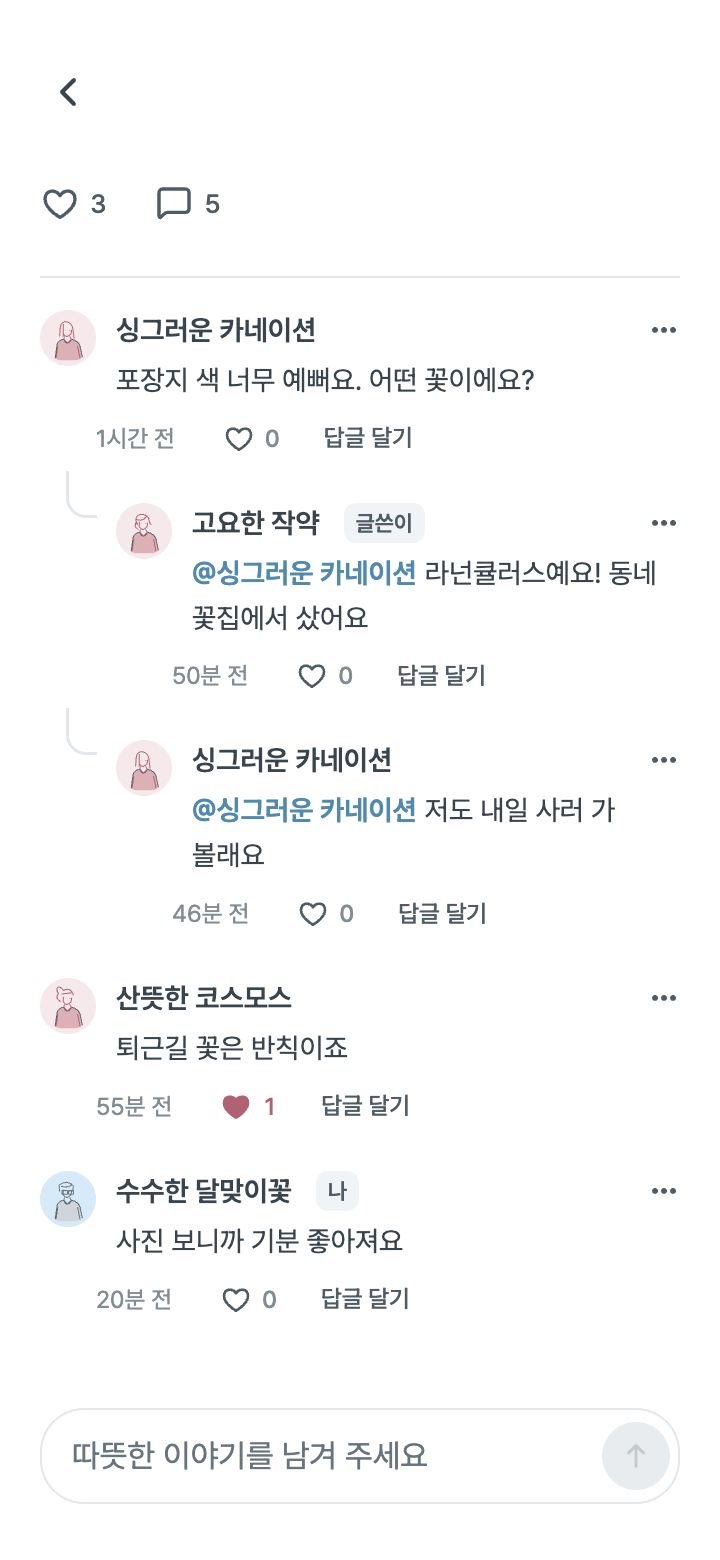 3 5
싱그러운 카네이션
포장지 색 너무 예뻐요. 어떤 꽃이에요?
1시간 전 0 답글 달기
고요한 작약 글쓴이
@싱그러운 카네이션 라넌큘러스예요! 동네
꽃집에서 샀어요
50분 전 0 답글 달기
싱그러운 카네이션
@싱그러운 카네이션 저도 내일 사러 가
볼래요
46분 전 0 답글 달기
산뜻한 코스모스
퇴근길 꽃은 반칙이죠
55분 전 1 답글 달기
수수한 달맞이꽃 나
사진 보니까 기분 좋아져요
20분 전 0 답글 달기
따뜻한 이야기를 남겨 주세요